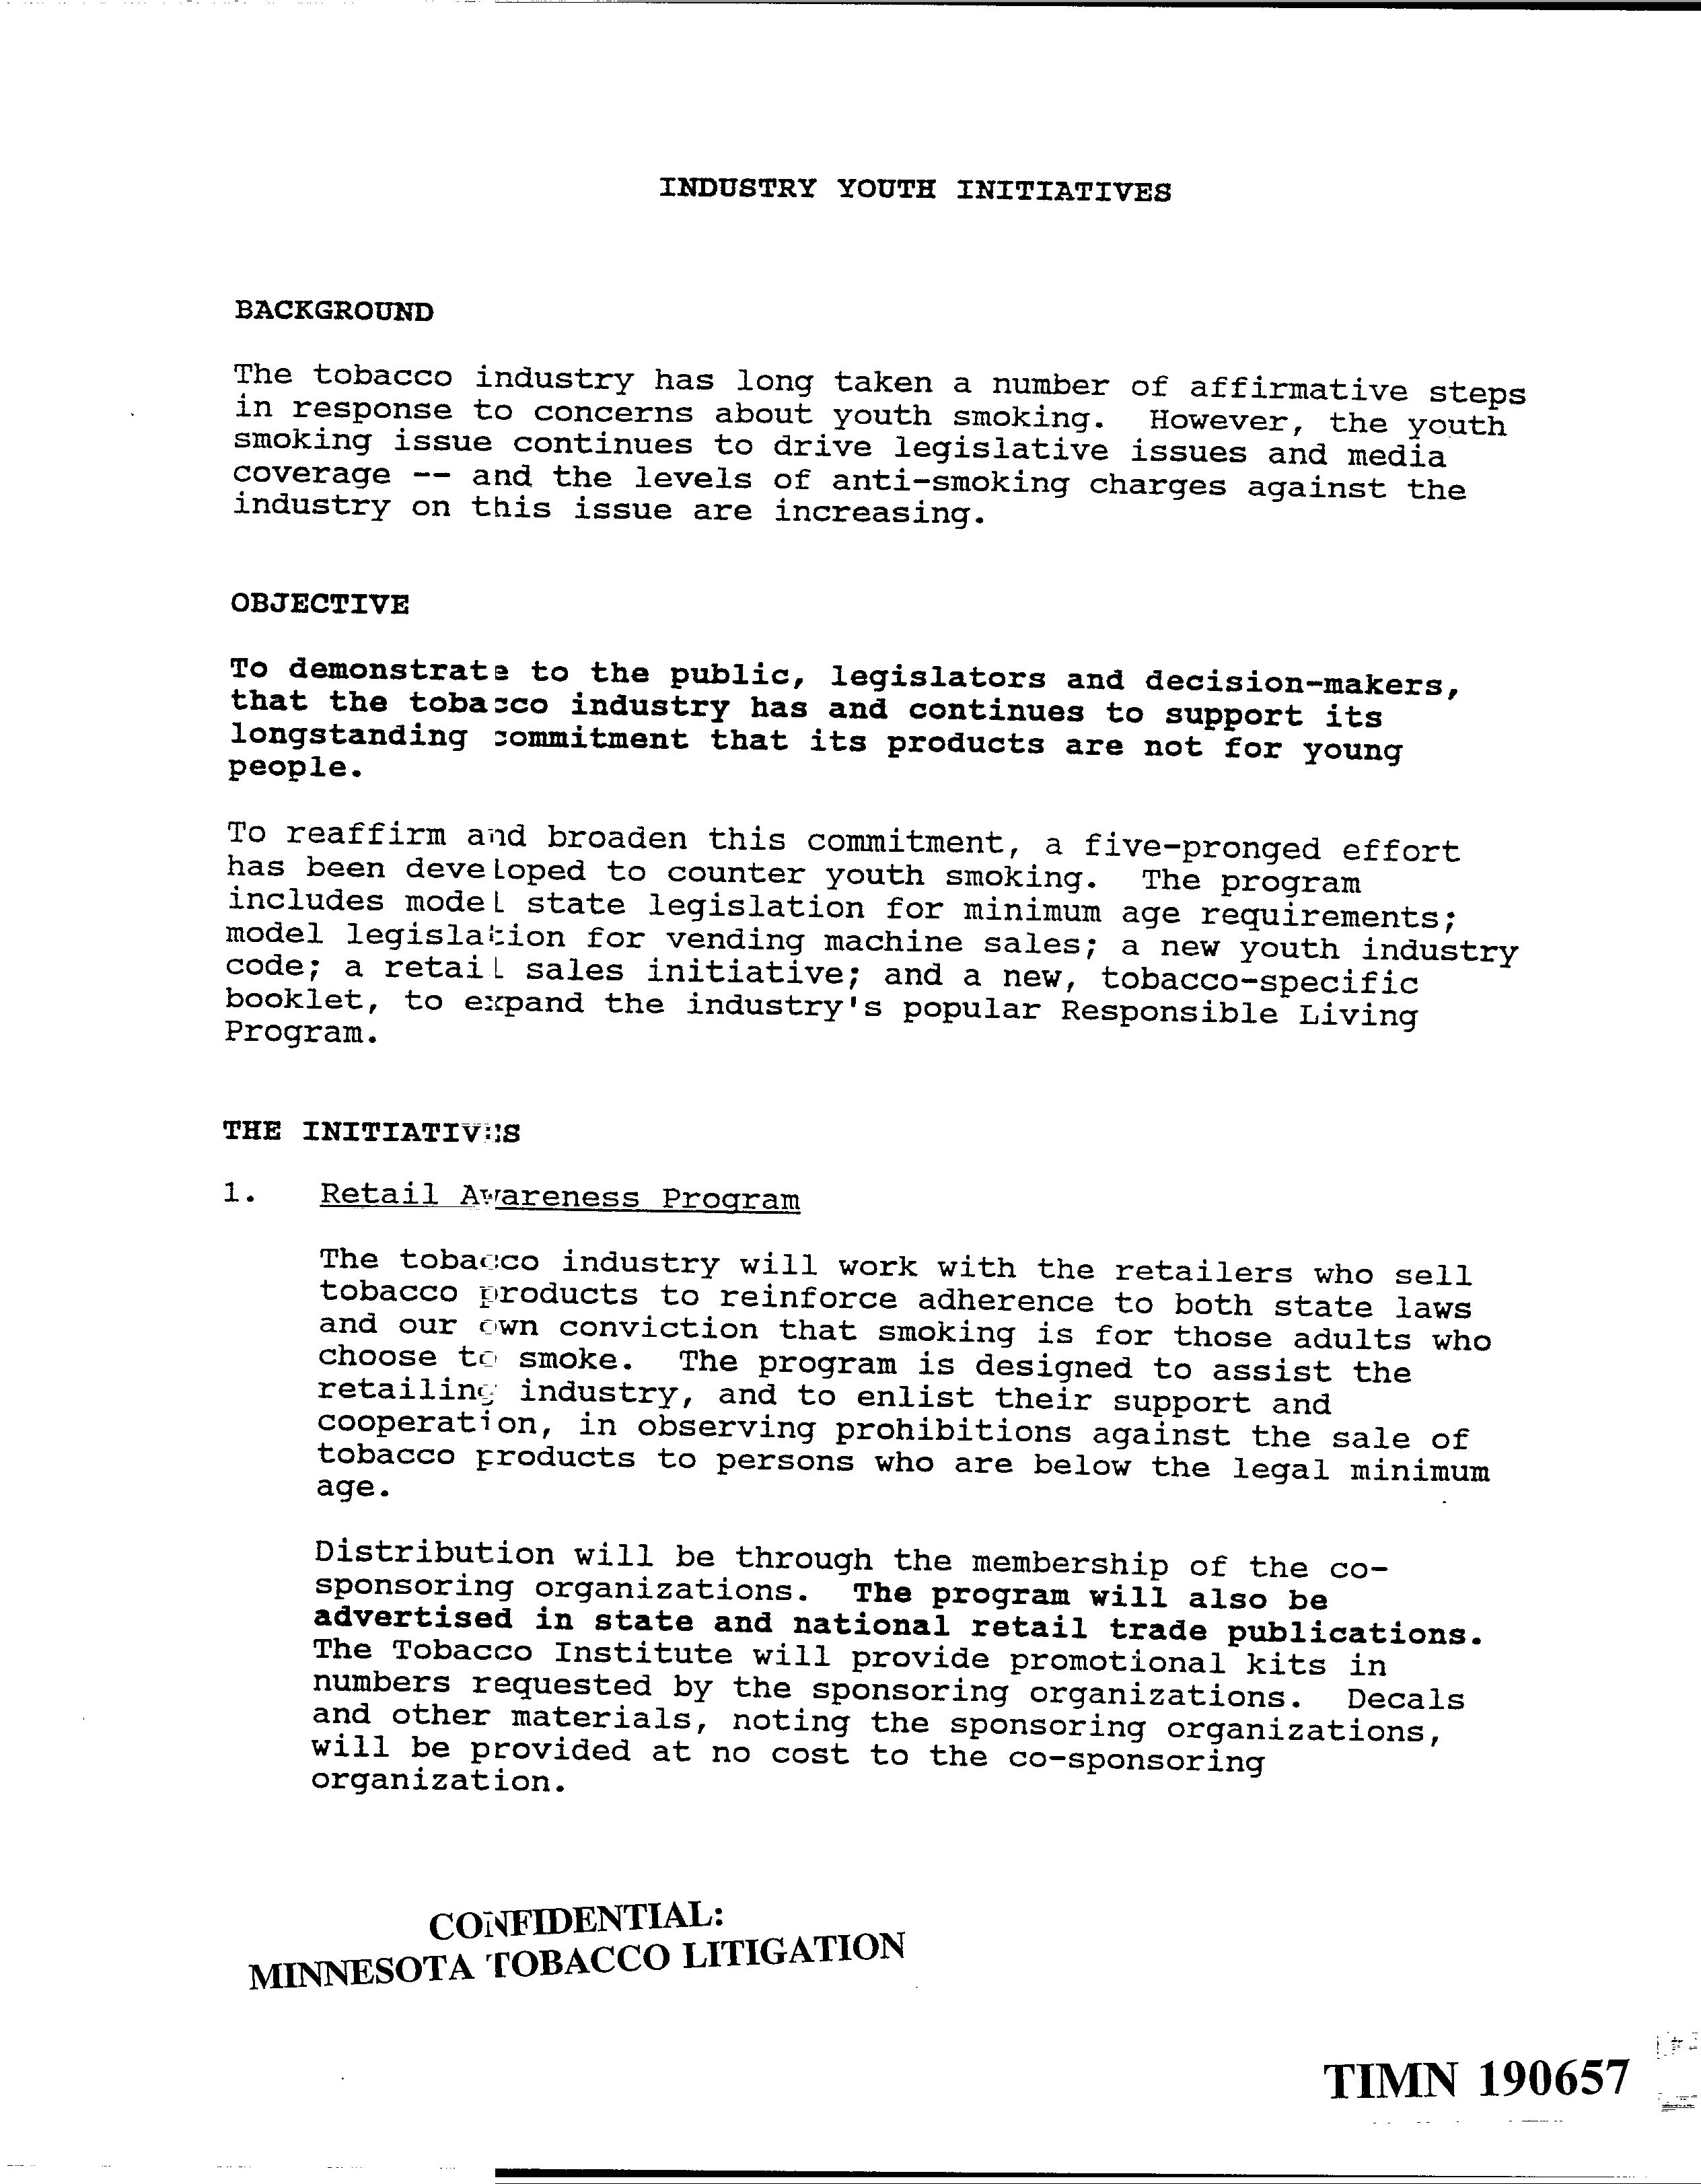 INDUSTRY YOUTH INITIATIVES
BACKGROUND
The tobacco industry has long taken a number of affirmative steps
in response to concerns about youth smoking. However, the youth
smoking issue continues to drive legislative issues and media
coverage -- and the levels of anti-smoking charges against the
industry on this issue are increasing.
OBJECTIVE
To demonstrate to the public, legislators and decision-makers,
that the tobacco industry has and continues to support its
longstanding commitment that its products are not for young
people.
To reaffirm and broaden this commitment, a five-pronged effort
has been developed to counter youth smoking. The program
includes model state legislation for minimum age requirements;
model legislation for vending machine sales; a new youth industry
code; a retail sales initiative; and a new, tobacco-specific
booklet, to expand the industry's popular Responsible Living
Program.
THE INITIATIVES
1. Retail Awareness Program
The tobacco industry will work with the retailers who sell
tobacco products to reinforce adherence to both state laws
and our own conviction that smoking is for those adults who
choose to smoke. The program is designed to assist the
retailing industry, and to enlist their support and
cooperation, in observing prohibitions against the sale of
tobacco products to persons who are below the legal minimum
age.
Distribution will be through the membership of the co-
sponsoring organizations. The program will also be
advertised in state and national retail trade publications.
The Tobacco Institute will provide promotional kits in
numbers requested by the sponsoring organizations. Decals
and other materials, noting the sponsoring organizations,
will be provided at no cost to the co-sponsoring
organization.
CONFIDENTIAL:
MINNESOTA TOBACCO LITIGATION
TIMN 190657